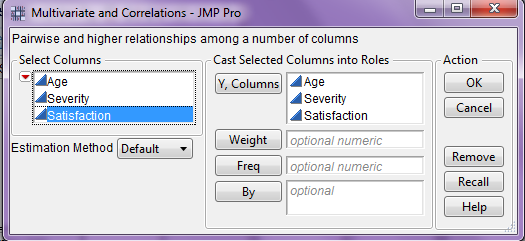 Multivariate and Correlations - JMP Pro
Pairwise and higher relationships among a number of columns
Select Columns
Age
Severity
Satisfaction
Estimation Method Default
Cast Selected Columns into Roles
Y, Columns
Age
Severity
Satisfaction
Weight optional numeric
Freq optional numeric
By optional
Action
OK
Cancel
Remove
Recall
Help